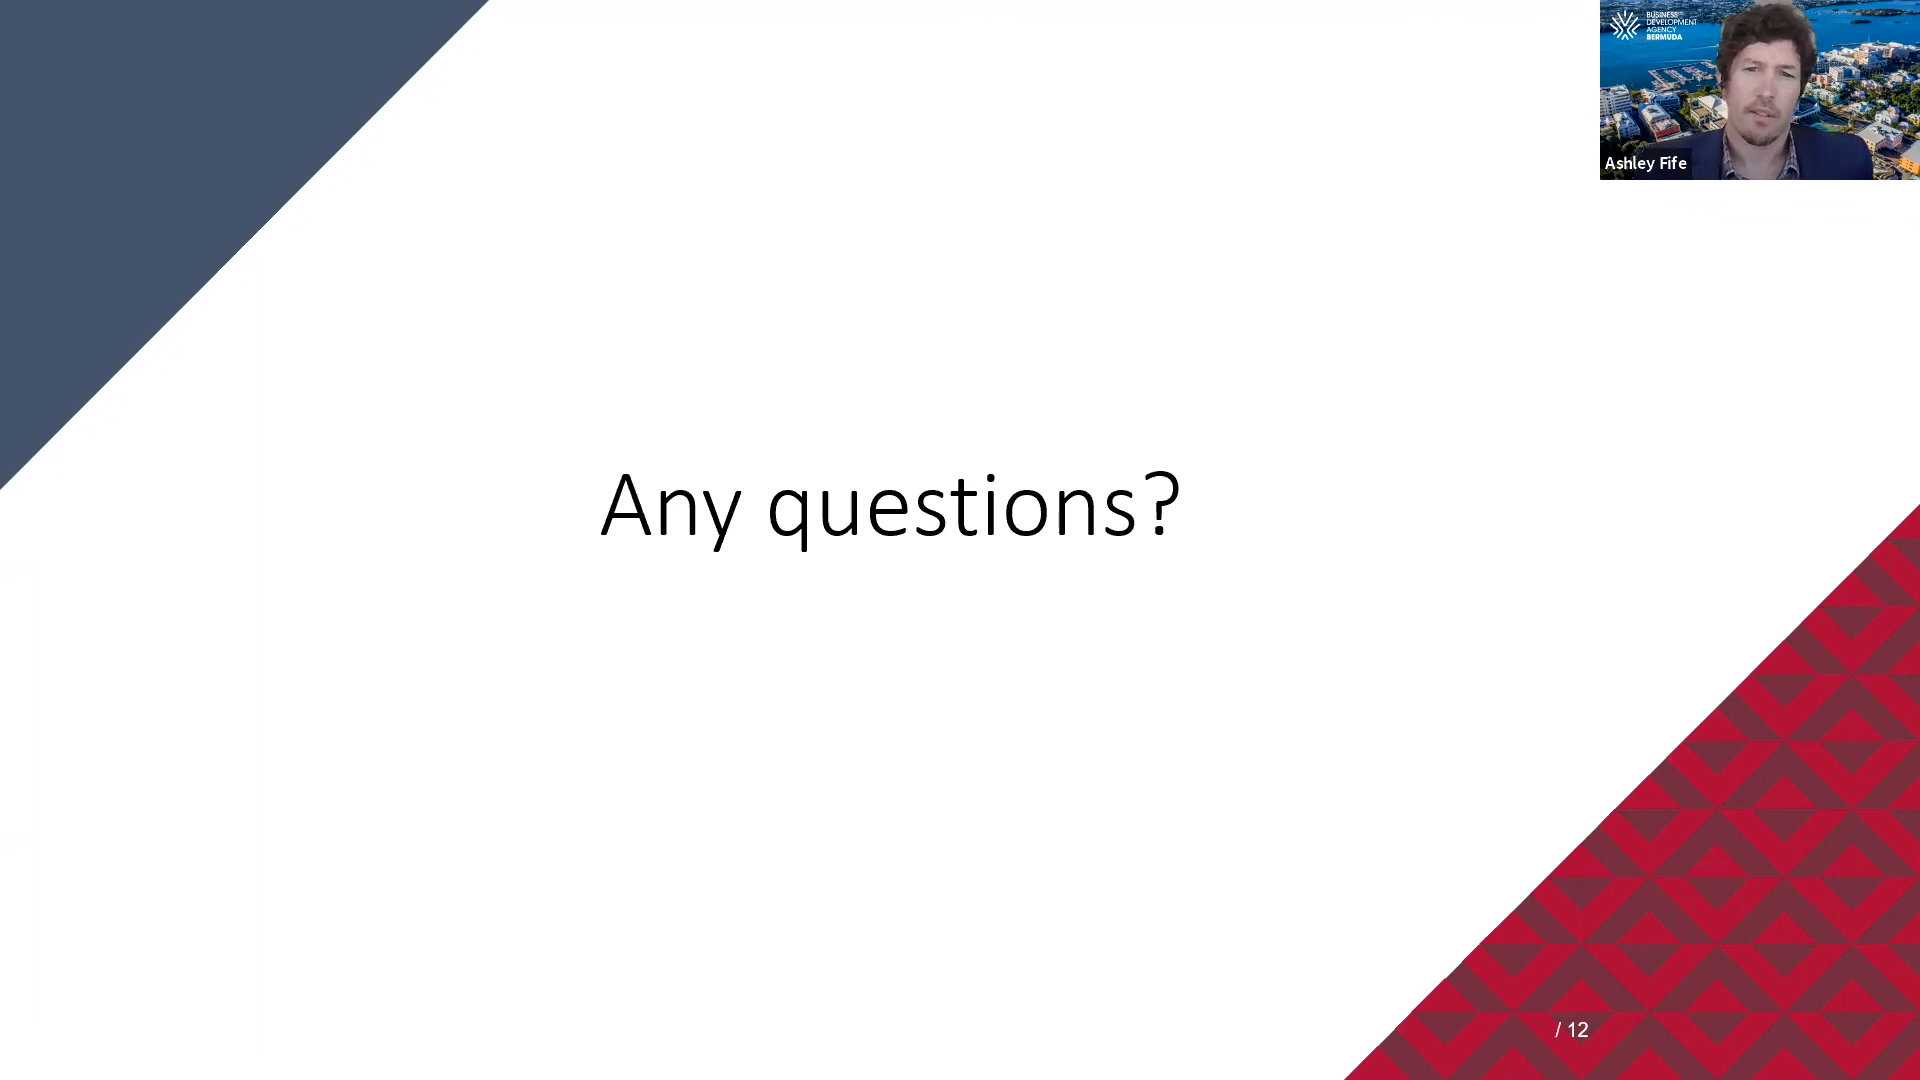 BUSINESS
DEVELOPMENT
AGENCY
BERMUDA
Ashley Fife
Any questions?
/ 12